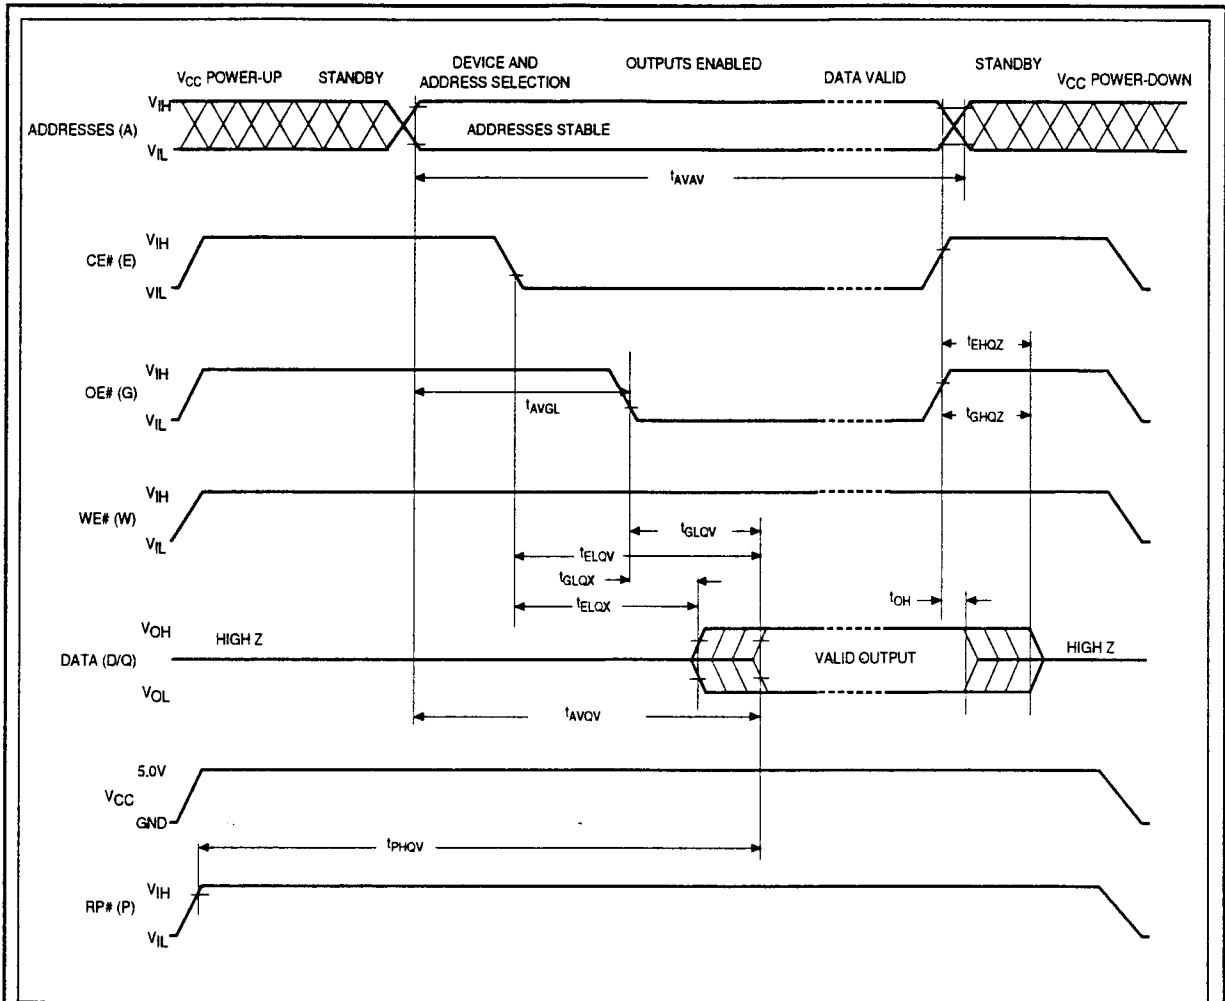 VCC POWER-UP STANDBY DEVICE AND ADDRESS SELECTION OUTPUTS ENABLED DATA VALID STANDBY VCC POWER-DOWN
VIH
ADDRESSES (A)
ADDRESSES STABLE
VIL
tAVAV
VIH
CE# (E)
VIL
tEHQZ
VIH
OE# (G)
tAVGL
tGHQZ
VIL
VIH
WE# (W)
tGLQV
VIL
tELQV
tGLQX
tELQX
tOH
VOH
HIGH Z
DATA (D/Q)
VALID OUTPUT
HIGH Z
VOL
tAVQV
5.0V
VCC
GND
tPHQV
VIH
RP# (P)
VIL